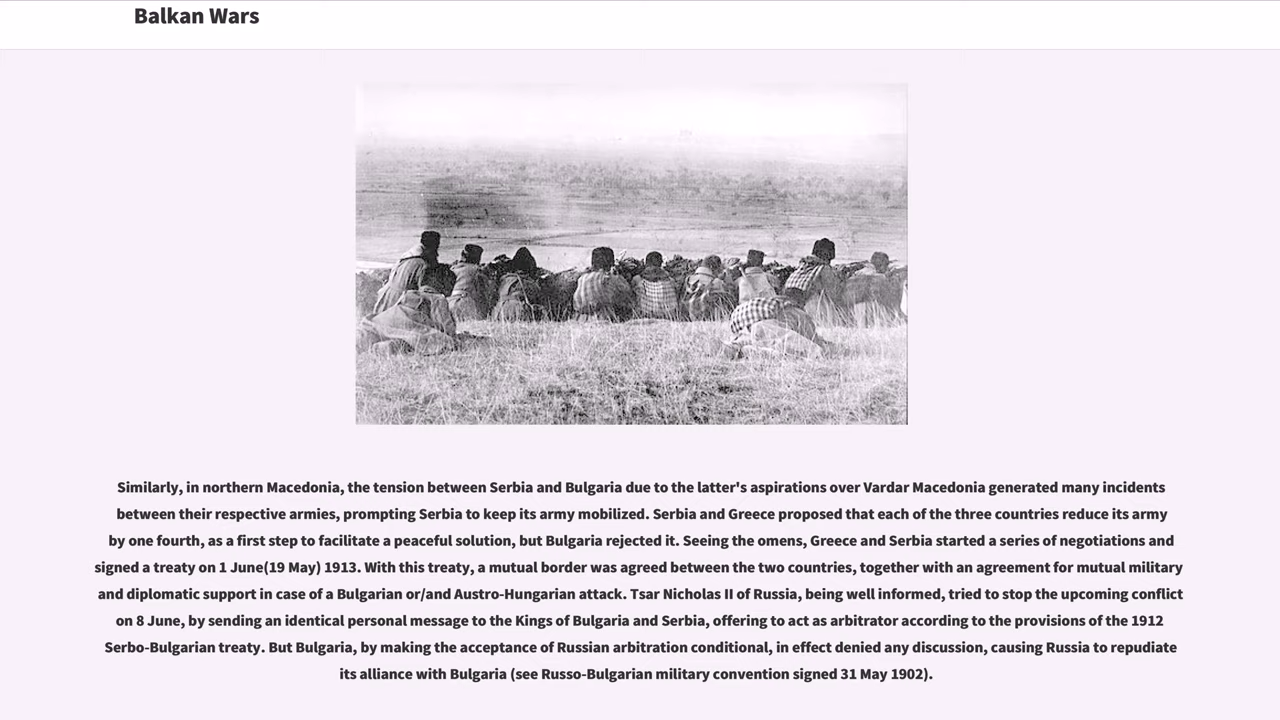 Balkan Wars
Similarly, in northern Macedonia, the tension between Serbia and Bulgaria due to the latter's aspirations over Vardar Macedonia generated many incidents
between their respective armies, prompting Serbia to keep its army mobilized. Serbia and Greece proposed that each of the three countries reduce its army
by one fourth, as a first step to facilitate a peaceful solution, but Bulgaria rejected it. Seeing the omens, Greece and Serbia started a series of negotiations and
signed a treaty on 1 June(19 May) 1913. With this treaty, a mutual border was agreed between the two countries, together with an agreement for mutual military
and diplomatic support in case of a Bulgarian or/and Austro-Hungarian attack. Tsar Nicholas II of Russia, being well informed, tried to stop the upcoming conflict
on 8 June, by sending an identical personal message to the Kings of Bulgaria and Serbia, offering to act as arbitrator according to the provisions of the 1912
Serbo-Bulgarian treaty. But Bulgaria, by making the acceptance of Russian arbitration conditional, in effect denied any discussion, causing Russia to repudiate
its alliance with Bulgaria (see Russo-Bulgarian military convention signed 31 May 1902).